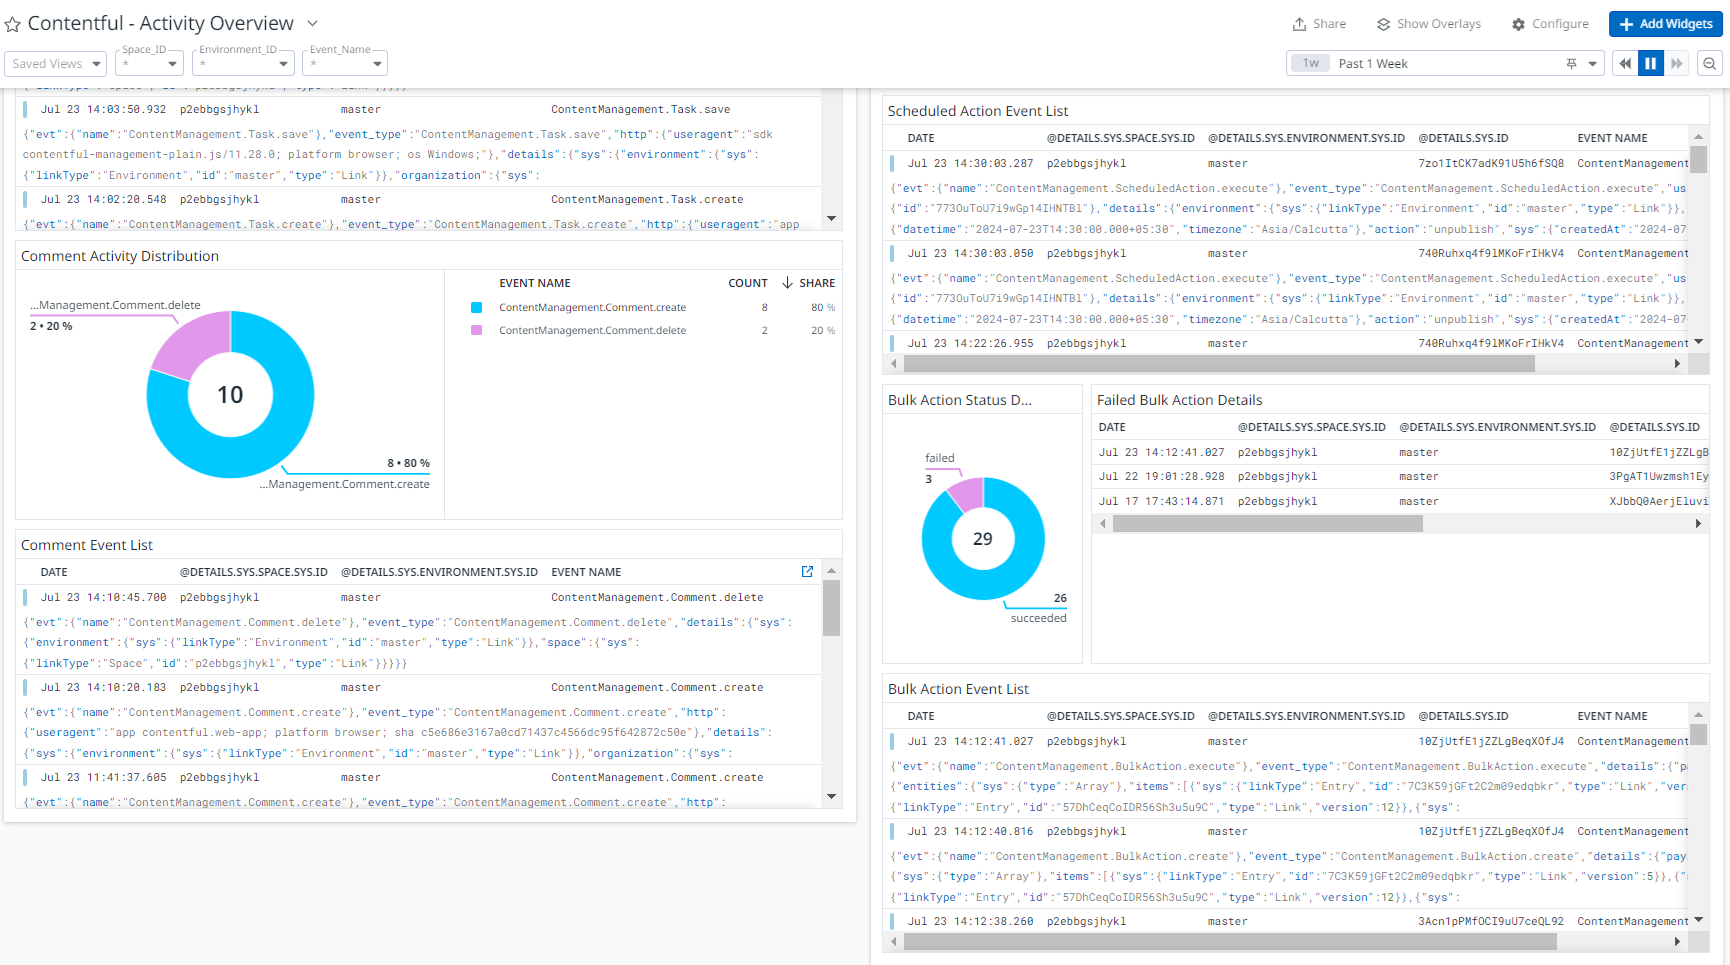 Contentful - Activity Overview
Share
Show Overlays
Configure
Add Widgets
Saved Views
Space_ID
*
Environment_ID
*
Event_Name
*
1w
Past 1 Week
Jul 23 14:03:50.932 p2ebbgsjhykl master ContentManagement.Task.save
{"evt":{"name":"ContentManagement.Task.save"},"event_type":"ContentManagement.Task.save","http":{"useragent":"sdk
contentful-management-plain.js/11.28.0; platform browser; os Windows;"},"details":{"sys":{"environment":{"sys":
{"linkType":"Environment","id":"master","type":"Link"}},"organization":{"sys":
Jul 23 14:02:20.548 p2ebbgsjhykl master ContentManagement.Task.create
{"evt":{"name":"ContentManagement.Task.create"},"event_type":"ContentManagement.Task.create","http":{"useragent":"app
Comment Activity Distribution
...Management.Comment.delete
2 • 20 %
10
8 • 80 %
...Management.Comment.create
EVENT NAME COUNT SHARE
ContentManagement.Comment.create 8 80 %
ContentManagement.Comment.delete 2 20 %
Comment Event List
DATE @DETAILS.SYS.SPACE.SYS.ID @DETAILS.SYS.ENVIRONMENT.SYS.ID EVENT NAME
Jul 23 14:10:45.700 p2ebbgsjhykl master ContentManagement.Comment.delete
{"evt":{"name":"ContentManagement.Comment.delete"},"event_type":"ContentManagement.Comment.delete","details":{"sys":
{"environment":{"sys":{"linkType":"Environment","id":"master","type":"Link"}},"space":{"sys":
{"linkType":"Space","id":"p2ebbgsjhykl","type":"Link"}}}}}
Jul 23 14:10:20.183 p2ebbgsjhykl master ContentManagement.Comment.create
{"evt":{"name":"ContentManagement.Comment.create"},"event_type":"ContentManagement.Comment.create","http":
{"useragent":"app contentful.web-app; platform browser; sha c5e686e3167a0cd71437c4566dc95f642872c50e"},"details":
{"sys":{"environment":{"sys":{"linkType":"Environment","id":"master","type":"Link"}},"organization":{"sys":
Jul 23 11:41:37.605 p2ebbgsjhykl master ContentManagement.Comment.create
{"evt":{"name":"ContentManagement.Comment.create"},"event_type":"ContentManagement.Comment.create","http":
Scheduled Action Event List
DATE @DETAILS.SYS.SPACE.SYS.ID @DETAILS.SYS.ENVIRONMENT.SYS.ID @DETAILS.SYS.ID EVENT NAME
Jul 23 14:30:03.287 p2ebbgsjhykl master 7zo1ItCK7adK91U5h6fSQ8 ContentManagement
{"evt":{"name":"ContentManagement.ScheduledAction.execute"},"event_type":"ContentManagement.ScheduledAction.execute","us
{"id":"773OuToU7i9wGp14IHNTBl"},"details":{"environment":{"sys":{"linkType":"Environment","id":"master","type":"Link"}},
{"datetime":"2024-07-23T14:30:00.000+05:30","timezone":"Asia/Calcutta"},"action":"unpublish","sys":{"createdAt":"2024-07
Jul 23 14:30:03.050 p2ebbgsjhykl master 740Ruhxq4f9lMKoFrIHkV4 ContentManagement
{"evt":{"name":"ContentManagement.ScheduledAction.execute"},"event_type":"ContentManagement.ScheduledAction.execute","us
{"id":"773OuToU7i9wGp14IHNTBl"},"details":{"environment":{"sys":{"linkType":"Environment","id":"master","type":"Link"}},
{"datetime":"2024-07-23T14:30:00.000+05:30","timezone":"Asia/Calcutta"},"action":"unpublish","sys":{"createdAt":"2024-07
Jul 23 14:22:26.955 p2ebbgsjhykl master 740Ruhxq4f9lMKoFrIHkV4 ContentManagement
Bulk Action Status D...
failed
3
29
26
succeeded
Failed Bulk Action Details
DATE @DETAILS.SYS.SPACE.SYS.ID @DETAILS.SYS.ENVIRONMENT.SYS.ID @DETAILS.SYS.ID
Jul 23 14:12:41.027 p2ebbgsjhykl master 10ZjUtfE1jZZLgB
Jul 22 19:01:28.928 p2ebbgsjhykl master 3PgAT1Uwzmsh1Ey
Jul 17 17:43:14.871 p2ebbgsjhykl master XJbbQ0AerjEluvi
Bulk Action Event List
DATE @DETAILS.SYS.SPACE.SYS.ID @DETAILS.SYS.ENVIRONMENT.SYS.ID @DETAILS.SYS.ID EVENT NAME
Jul 23 14:12:41.027 p2ebbgsjhykl master 10ZjUtfE1jZZLgBeqXOfJ4 ContentManagement
{"evt":{"name":"ContentManagement.BulkAction.execute"},"event_type":"ContentManagement.BulkAction.execute","details":{"pa
{"entities":{"sys":{"type":"Array"},"items":[{"sys":{"linkType":"Entry","id":"7C3K59jGFt2C2m09edqbkr","type":"Link","ver
{"linkType":"Entry","id":"57DhCeqCoIDR56Sh3u5u9C","type":"Link","version":12}},{"sys":
Jul 23 14:12:40.816 p2ebbgsjhykl master 10ZjUtfE1jZZLgBeqXOfJ4 ContentManagement
{"evt":{"name":"ContentManagement.BulkAction.create"},"event_type":"ContentManagement.BulkAction.create","details":{"pay
{"sys":{"type":"Array"},"items":[{"sys":{"linkType":"Entry","id":"7C3K59jGFt2C2m09edqbkr","type":"Link","version":5}},{"
{"linkType":"Entry","id":"57DhCeqCoIDR56Sh3u5u9C","type":"Link","version":12}},{"sys":
Jul 23 14:12:38.260 p2ebbgsjhykl master 3Acn1pPMfOCI9uU7ceQL92 ContentManagement